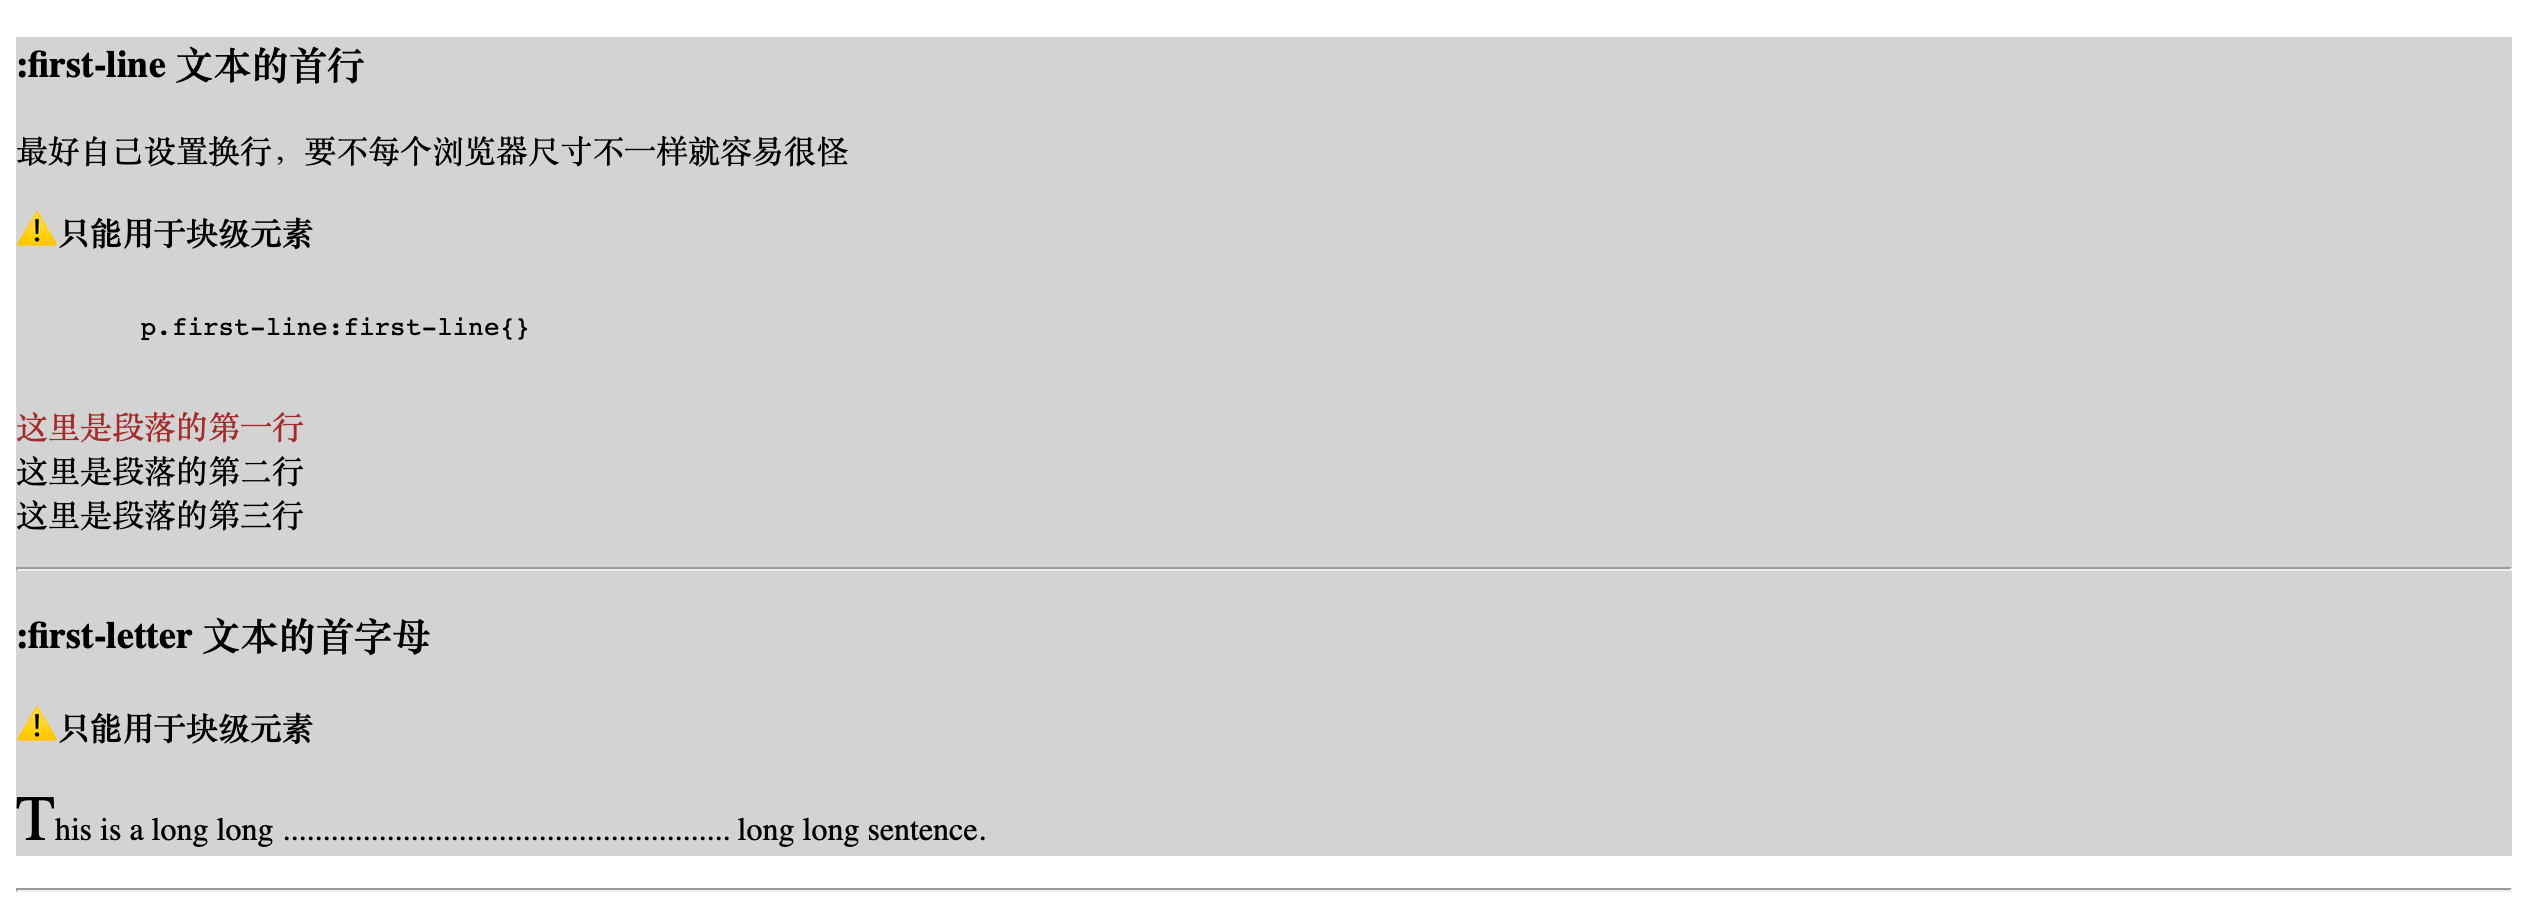 :first-line 文本的首行
最好自己设置换行，要不每个浏览器尺寸不一样就容易很怪
⚠️只能用于块级元素
p.first-line:first-line{}
这里是段落的第一行
这里是段落的第二行
这里是段落的第三行
:first-letter 文本的首字母
⚠️只能用于块级元素
This is a long long ........................................................ long long sentence.